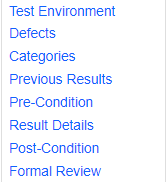 Test Environment
Defects
Categories
Previous Results
Pre-Condition
Result Details
Post-Condition
Formal Review